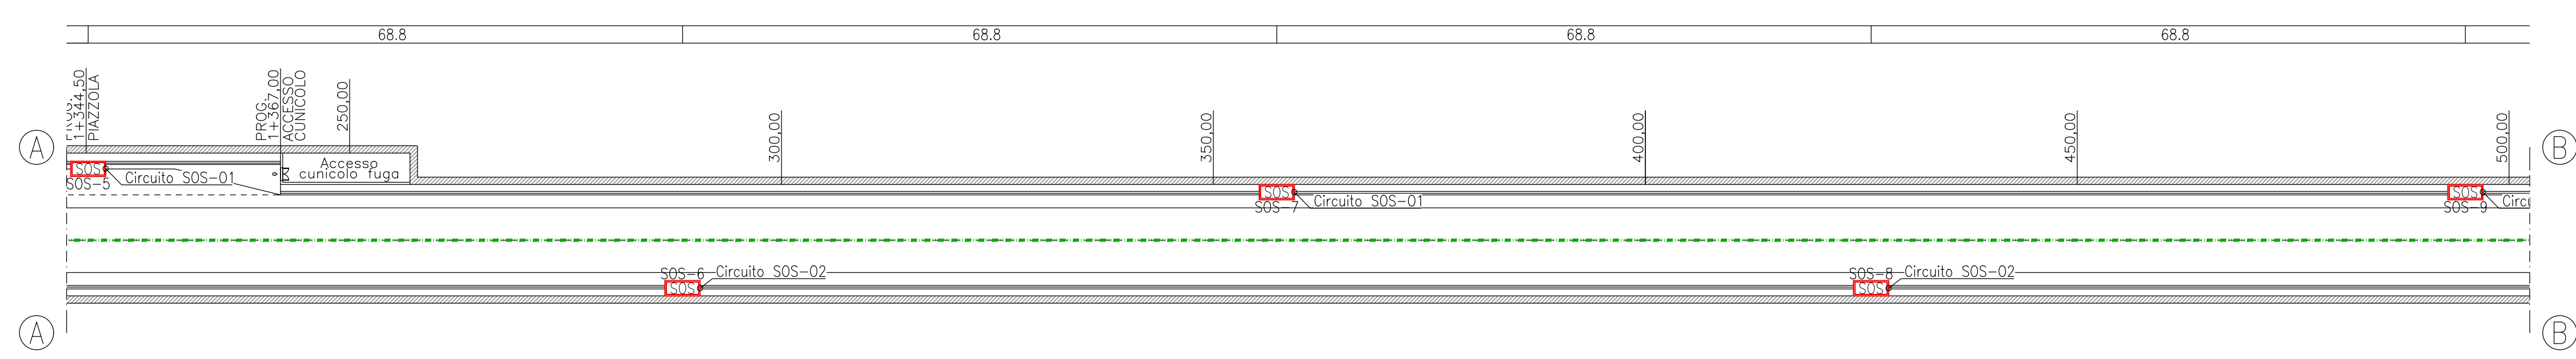 68.8
68.8
68.8
68.8
PROG.
1+344,50
PIAZZOLA
PROG.
1+367,00
ACCESSO
CUNICOLO
250,00
300,00
350,00
400,00
450,00
500,00
A
B
Accesso
cunicolo fuga
SOS
SOS-5
Circuito SOS-01
SOS
SOS-7
Circuito SOS-01
SOS
SOS-9
Circu
SOS-6
Circuito SOS-02
SOS
SOS-8
Circuito SOS-02
SOS
A
B